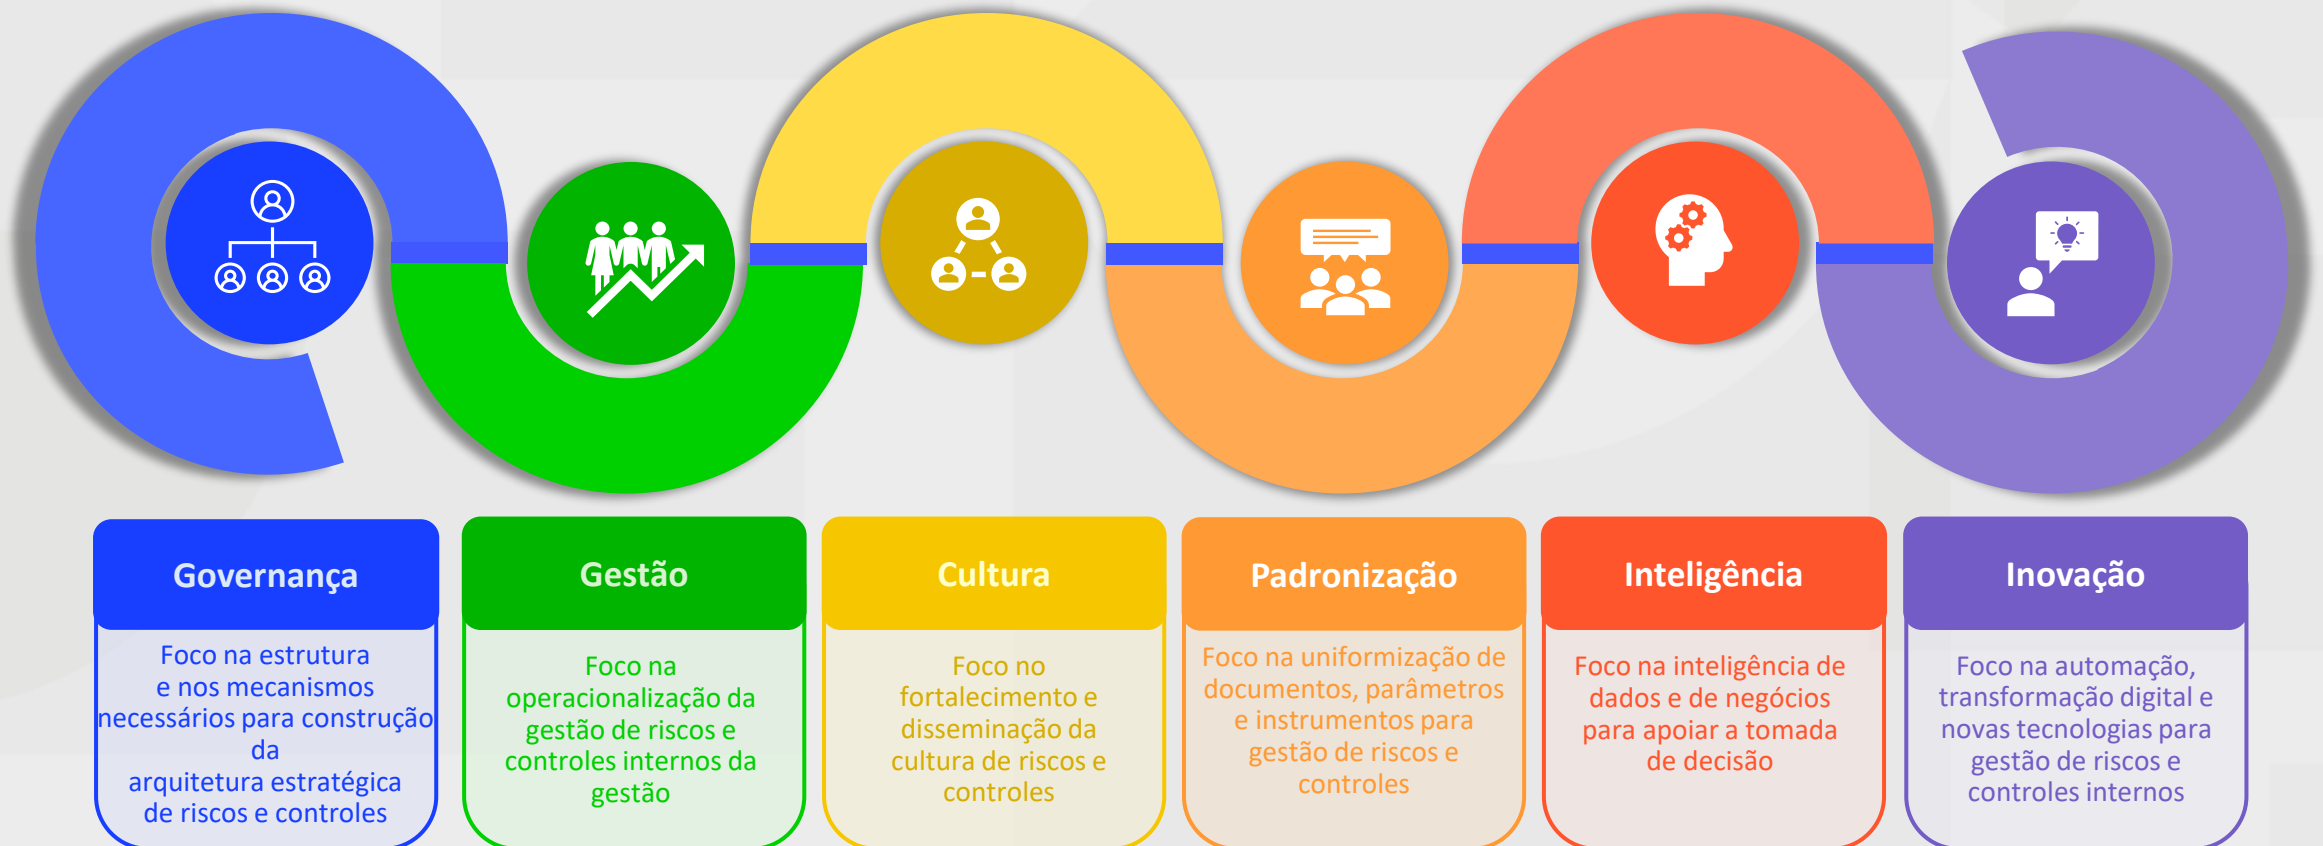 Governança
Foco na estrutura
e nos mecanismos
necessários para construção
da
arquitetura estratégica
de riscos e controles
Gestão
Foco na
operacionalização da
gestão de riscos e
controles internos da
gestão
Cultura
Foco no
fortalecimento e
disseminação da
cultura de riscos e
controles
Padronização
Foco na uniformização de
documentos, parâmetros
e instrumentos para
gestão de riscos e
controles
Inteligência
Foco na inteligência de
dados e de negócios
para apoiar a tomada
de decisão
Inovação
Foco na automação,
transformação digital e
novas tecnologias para
gestão de riscos e
controles internos